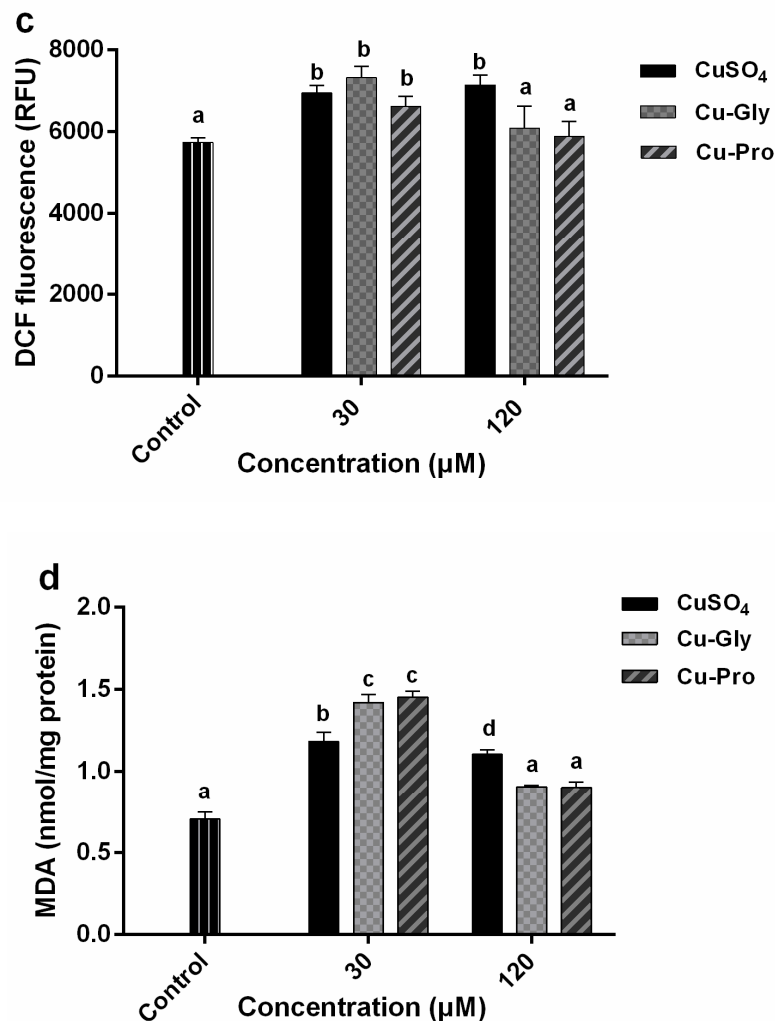 c
DCF fluorescence (RFU)
8000
6000
4000
2000
0
a
b
b
b
b
a
a
Control
30
120
Concentration (µM)
CuSO₄
Cu-Gly
Cu-Pro
d
MDA (nmol/mg protein)
2.0
1.5
1.0
0.5
0.0
a
b
c
c
d
a
a
Control
30
120
Concentration (µM)
CuSO₄
Cu-Gly
Cu-Pro